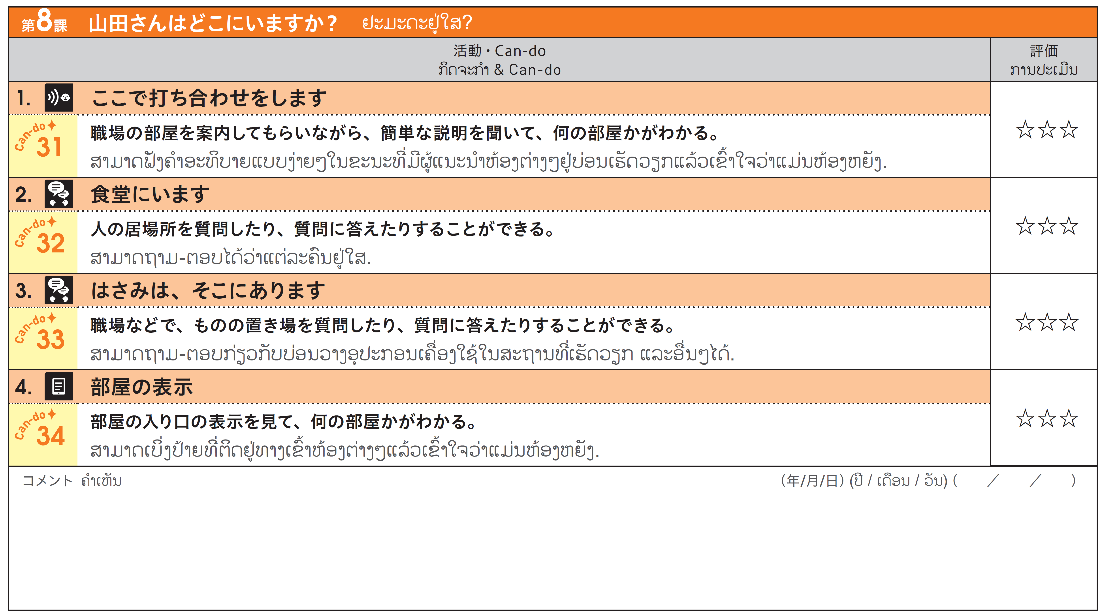 第8課 山田さんはどこにいますか? ຢະມະດະຢູ່ໃສ?
活動・Can-do
ກິດຈະກຳ & Can-do
評価
ການປະເມີນ
1. ここで打ち合わせをします
Can-do 31
職場の部屋を案内してもらいながら、簡単な説明を聞いて、何の部屋かがわかる。
ສາມາດຟັງຄຳອະທິບາຍແບບງ່າຍໆໃນຂະນະທີ່ມີຜູ້ແນະນຳຫ້ອງຕ່າງໆຢູ່ບ່ອນເຮັດວຽກແລ້ວເຂົ້າໃຈວ່າແມ່ນຫ້ອງຫຍັງ.
☆☆☆
2. 食堂にいます
Can-do 32
人の居場所を質問したり、質問に答えたりすることができる。
ສາມາດຖາມ-ຕອບໄດ້ວ່າແຕ່ລະຄົນຢູ່ໃສ.
☆☆☆
3. はさみは、そこにあります
Can-do 33
職場などで、ものの置き場を質問したり、質問に答えたりすることができる。
ສາມາດຖາມ-ຕອບກ່ຽວກັບບ່ອນວາງອຸປະກອນເຄື່ອງໃຊ້ໃນສະຖານທີ່ເຮັດວຽກ ແລະອື່ນໆໄດ້.
☆☆☆
4. 部屋の表示
Can-do 34
部屋の入り口の表示を見て、何の部屋かがわかる。
ສາມາດເບິ່ງປ້າຍທີ່ຕິດຢູ່ທາງເຂົ້າຫ້ອງຕ່າງໆແລ້ວເຂົ້າໃຈວ່າແມ່ນຫ້ອງຫຍັງ.
☆☆☆
コメント ຄຳເຫັນ
(年/月/日) (ປີ / ເດືອນ / ວັນ) ( / / )